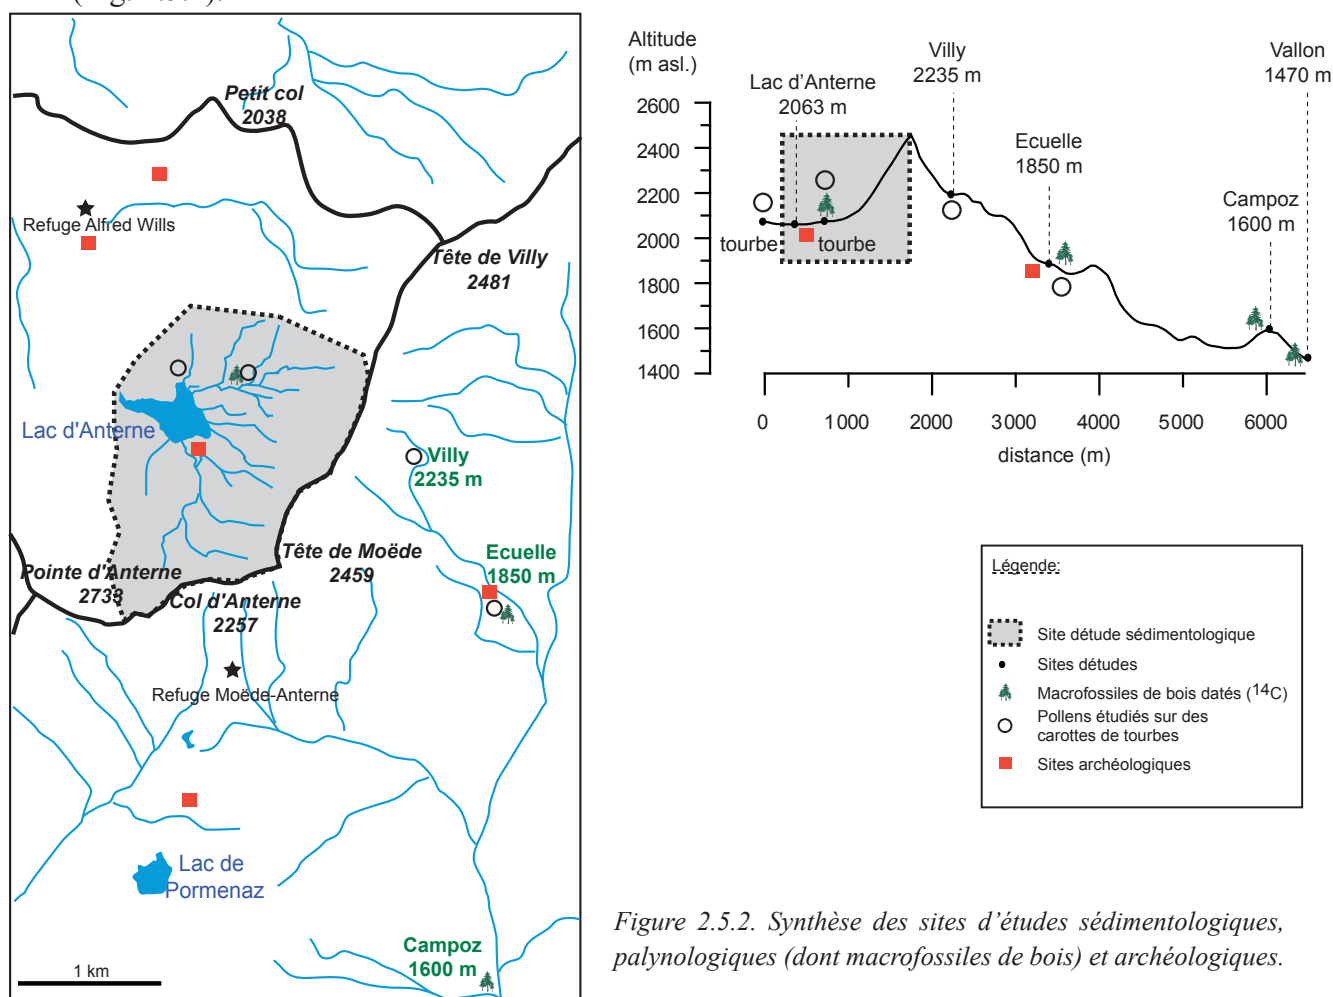 Petit col
2038
Refuge Alfred Wills
Tête de Villy
2481
Lac d'Anterne
Villy
2235 m
Tête de Moëde
2459
Ecuelle
1850 m
Pointe d'Anterne
2733
Col d'Anterne
2257
Refuge Moëde-Anterne
Lac de
Pormenaz
Campoz
1600 m
1 km
Altitude
(m asl.)
Lac d'Anterne
2063 m
Villy
2235 m
Ecuelle
1850 m
Campoz
1600 m
Vallon
1470 m
2600
2400
2200
2000
1800
1600
1400
tourbe
tourbe
0 1000 2000 3000 4000 5000 6000
distance (m)
Légende:
Site détude sédimentologique
Sites détudes
Macrofossiles de bois datés (14C)
Pollens étudiés sur des
carottes de tourbes
Sites archéologiques
Figure 2.5.2. Synthèse des sites d'études sédimentologiques,
palynologiques (dont macrofossiles de bois) et archéologiques.